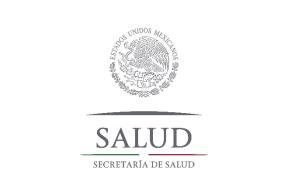 ESTADOS UNIDOS MEXICANOS
SALUD
SECRETARÍA DE SALUD